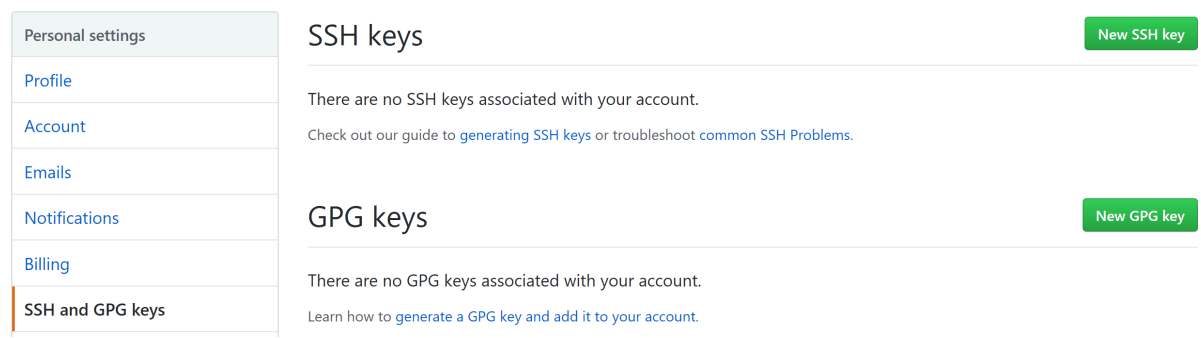 Personal settings
Profile
Account
Emails
Notifications
Billing
SSH and GPG keys
SSH keys
New SSH key
There are no SSH keys associated with your account.
Check out our guide to generating SSH keys or troubleshoot common SSH Problems.
GPG keys
New GPG key
There are no GPG keys associated with your account.
Learn how to generate a GPG key and add it to your account.